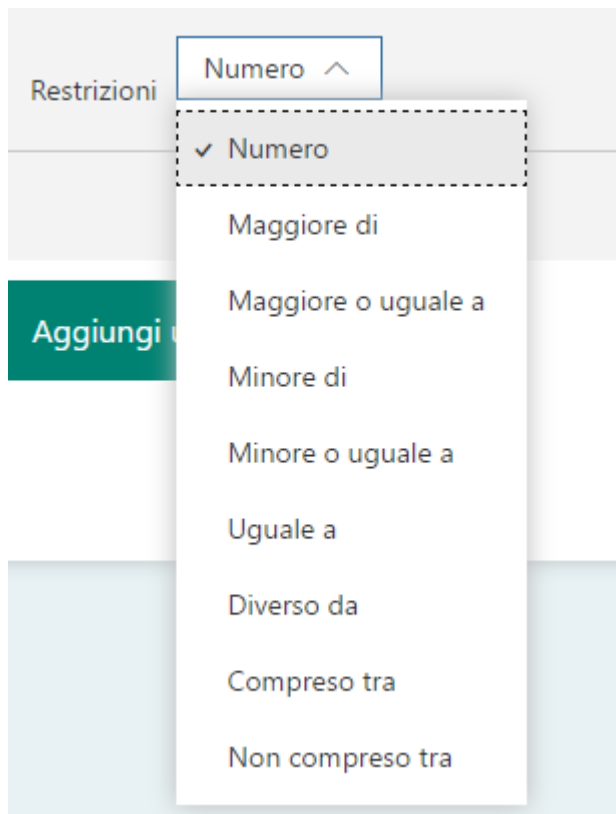 Restrizioni
Numero
Numero
Maggiore di
Maggiore o uguale a
Aggiungi
Minore di
Minore o uguale a
Uguale a
Diverso da
Compreso tra
Non compreso tra